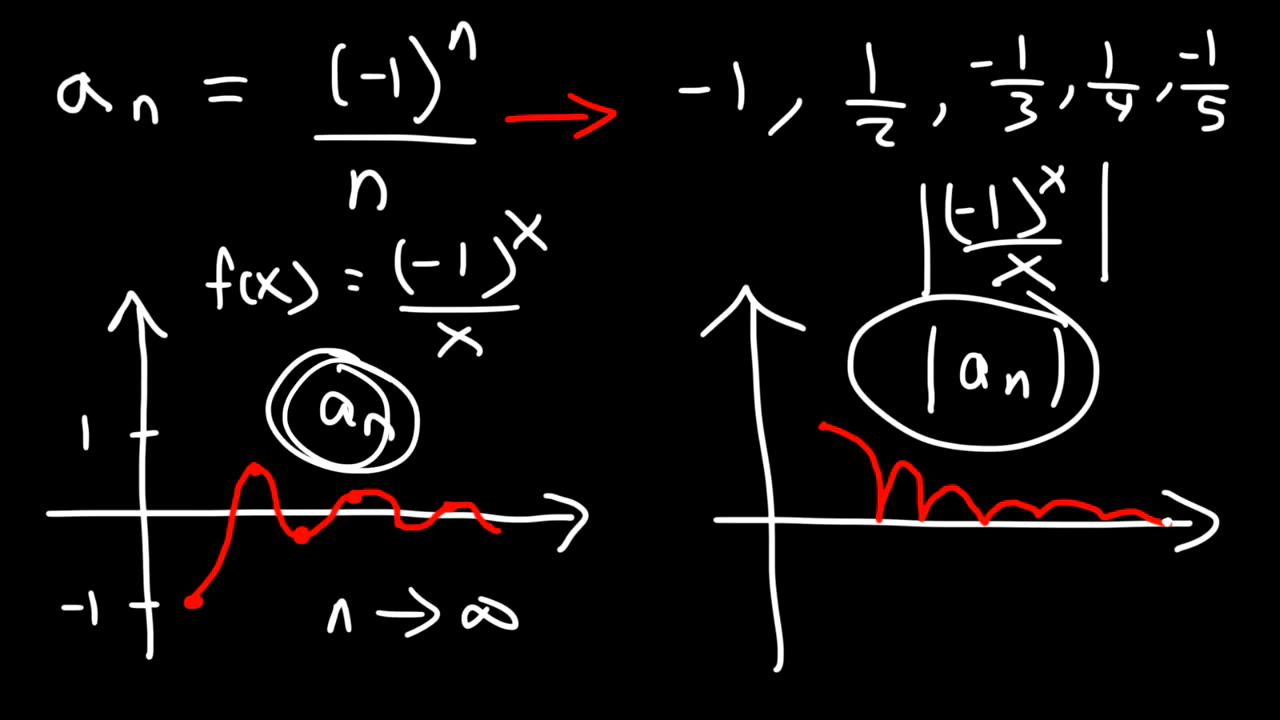 aₙ = (-1)ⁿ / n → -1, 1/2, -1/3, 1/4, -1/5
f(x) = (-1)ˣ / x
|(-1)ˣ / x|
aₙ
|aₙ|
1
-1
n → ∞